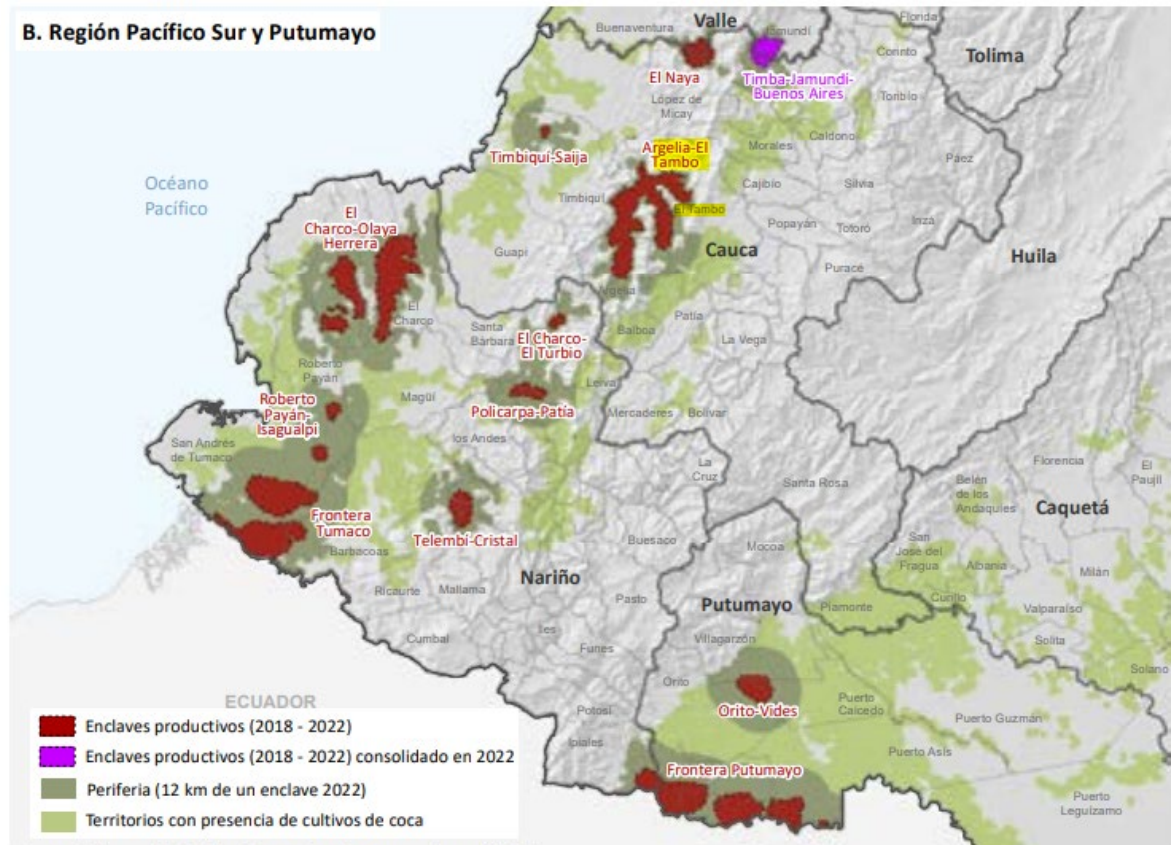 B. Región Pacífico Sur y Putumayo
Valle
Buenaventura
Jamundí
Florida
Corinto
Tolima
El Naya
Timba-Jamundí-
Buenos Aires
López de
Micay
Toribío
Timbiquí-Saija
Argelia-El
Tambo
Morales
Caldono
Páez
Océano
Pacífico
El
Charco-Olaya
Herrera
Timbiquí
El Tambo
Cajibío
Silvia
Popayán
Totoró
Inzá
Guapi
Cauca
Huila
Puracé
Argelia
El
Charco
Santa
Bárbara
El Charco-
El Turbio
Balboa
Patía
La Vega
Roberto
Payán
Magüí
Leiva
Policarpa-Patía
Mercaderes
Bolívar
Roberto
Payán-
Isagualpi
San Andrés
de Tumaco
los Andes
La
Cruz
Santa Rosa
Florencia
El
Paujil
Belén
de los
Andaquíes
Caquetá
Frontera
Tumaco
Telembí-Cristal
Barbacoas
Buesaco
Mocoa
San
José del
Fragua
Albania
Milán
Ricaurte
Mallama
Nariño
Pasto
Putumayo
Piamonte
Curillo
Valparaíso
Solita
Cumbal
Iles
Funes
Villagarzón
Solano
ECUADOR
Orito
Orito-Vides
Puerto
Caicedo
Puerto Guzmán
Potosí
Ipiales
Puerto Asís
Frontera Putumayo
Puerto
Leguízamo
Enclaves productivos (2018 - 2022)
Enclaves productivos (2018 - 2022) consolidado en 2022
Periferia (12 km de un enclave 2022)
Territorios con presencia de cultivos de coca